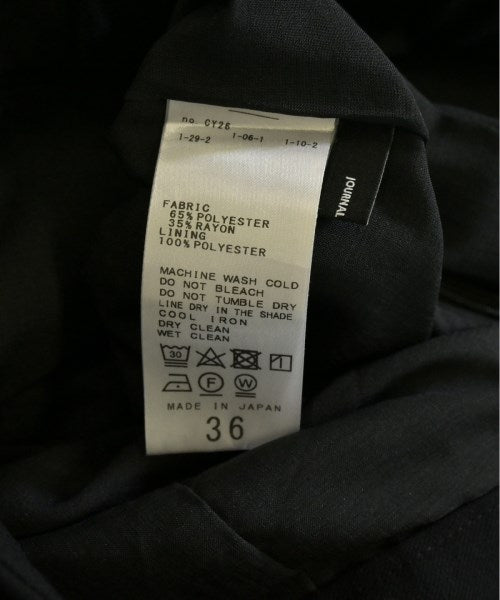 CY26
1-29-2 1-06-1 1-10-2
JOURNAL
FABRIC
65% POLYESTER
35% RAYON
LINING
100% POLYESTER
MACHINE WASH COLD
DO NOT BLEACH
DO NOT TUMBLE DRY
LINE DRY IN THE SHADE
COOL IRON
DRY CLEAN
WET CLEAN
30
F W
MADE IN JAPAN
36